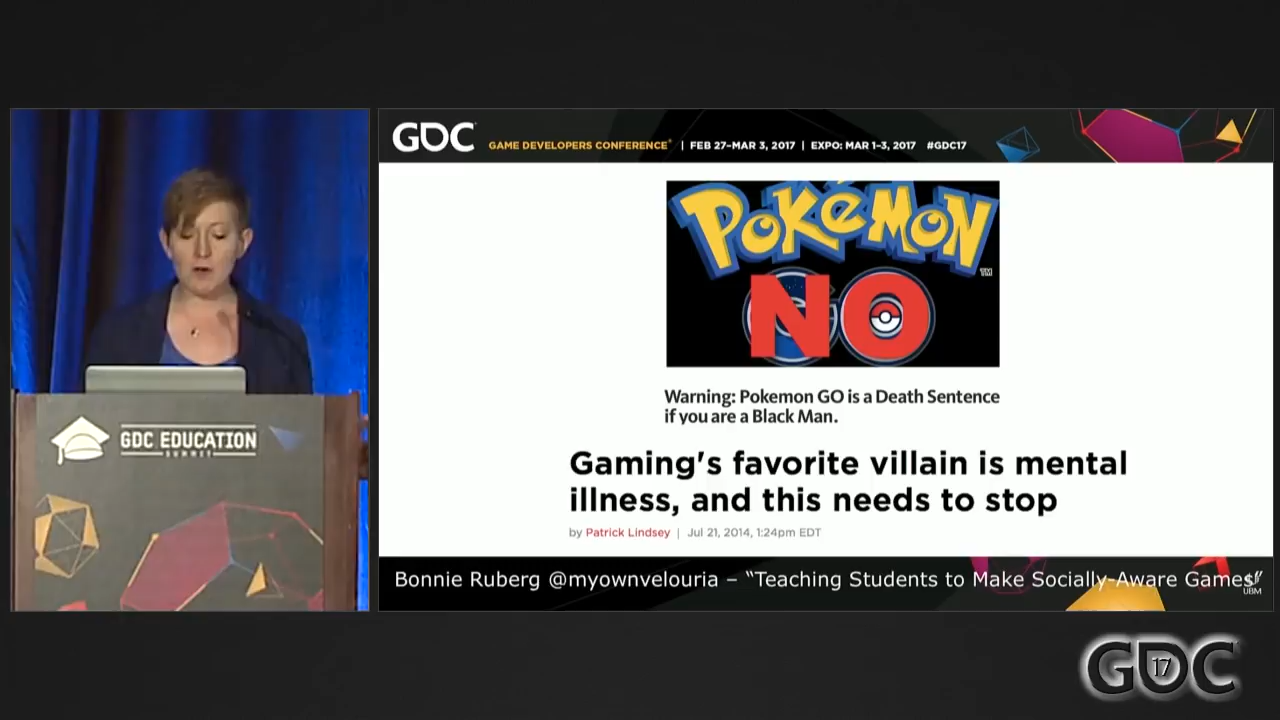 GDC
GAME DEVELOPERS CONFERENCE® | FEB 27–MAR 3, 2017 | EXPO: MAR 1–3, 2017 #GDC17
POKéMON
TM
NO
Warning: Pokemon GO is a Death Sentence
if you are a Black Man.
Gaming's favorite villain is mental
illness, and this needs to stop
by Patrick Lindsey | Jul 21, 2014, 1:24pm EDT
Bonnie Ruberg @myownvelouria – “Teaching Students to Make Socially-Aware Games”
UBM
GDC EDUCATION
SUMMIT
GDC
17